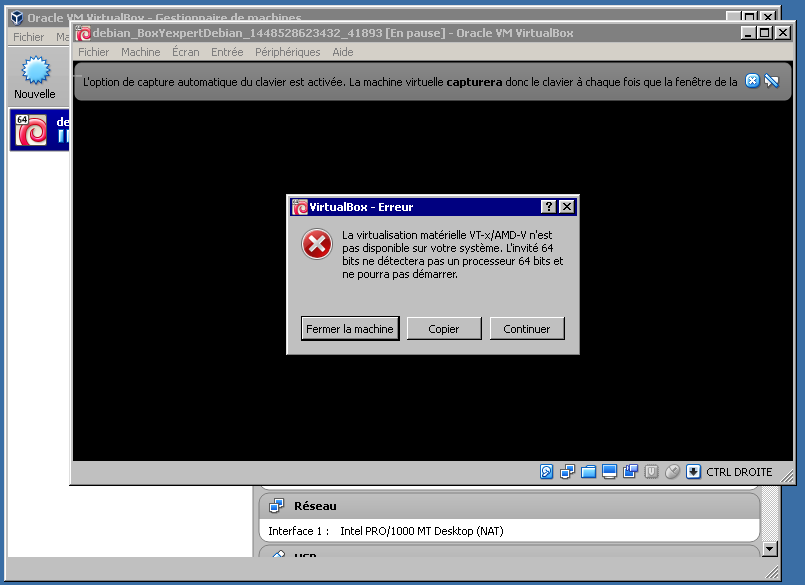 Oracle VM VirtualBox - Gestionnaire de machines
Fichier Ma
debian_BoxYexpertDebian_1448528623432_41893 [En pause] - Oracle VM VirtualBox
Fichier Machine Écran Entrée Périphériques Aide
Nouvelle
L'option de capture automatique du clavier est activée. La machine virtuelle capturera donc le clavier à chaque fois que la fenêtre de la
64
de
VirtualBox - Erreur
La virtualisation matérielle VT-x/AMD-V n'est
pas disponible sur votre système. L'invité 64
bits ne détectera pas un processeur 64 bits et
ne pourra pas démarrer.
Fermer la machine Copier Continuer
CTRL DROITE
Réseau
Interface 1 : Intel PRO/1000 MT Desktop (NAT)